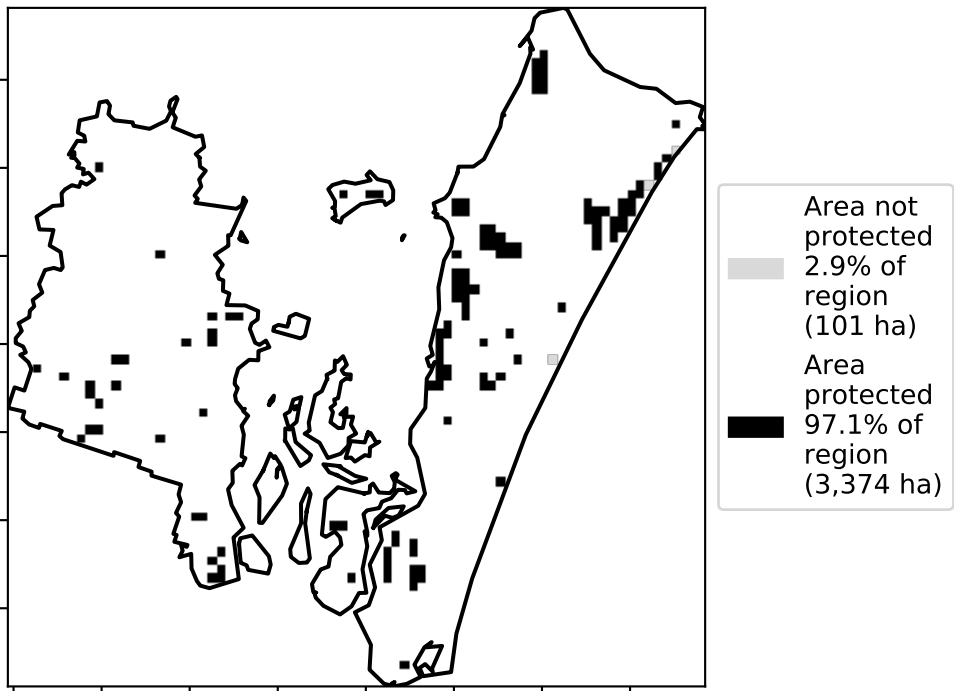 Area not
protected
2.9% of
region
(101 ha)
Area
protected
97.1% of
region
(3,374 ha)